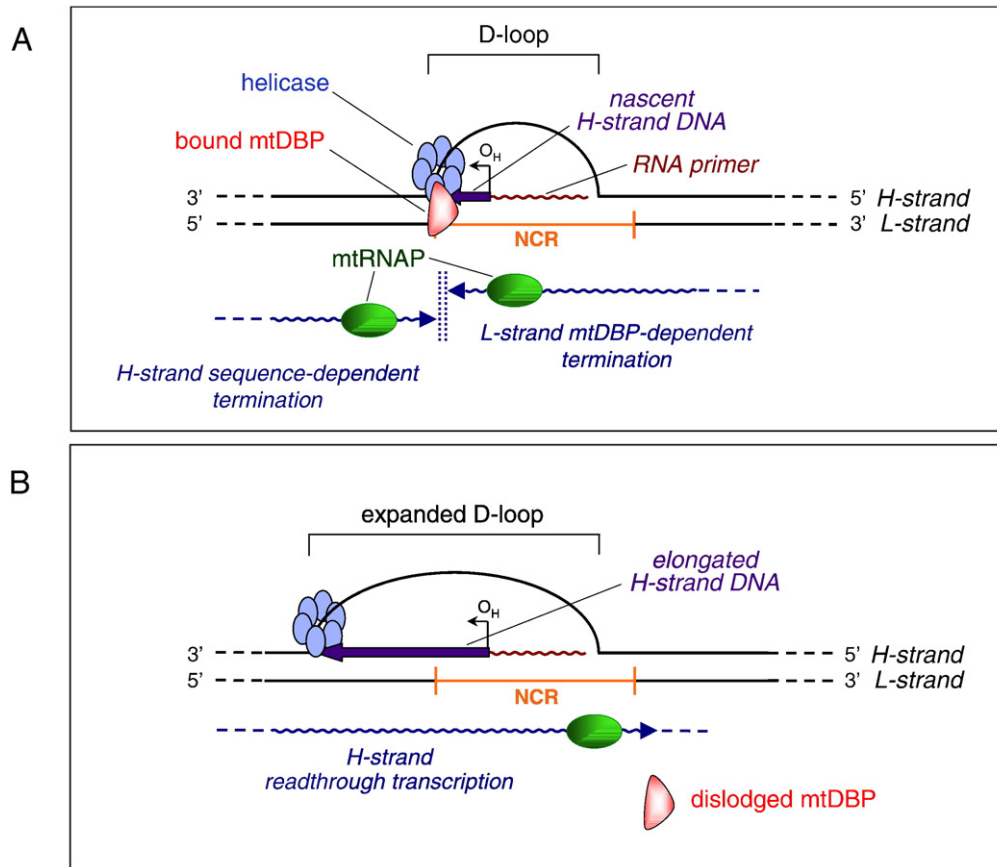 A
D-loop
helicase
nascent
H-strand DNA
bound mtDBP
RNA primer
OH
3’ 5’ H-strand
5’ 3’ L-strand
NCR
mtRNAP
L-strand mtDBP-dependent
termination
H-strand sequence-dependent
termination
B
expanded D-loop
elongated
H-strand DNA
OH
3’ 5’ H-strand
5’ 3’ L-strand
NCR
H-strand
readthrough transcription
dislodged mtDBP